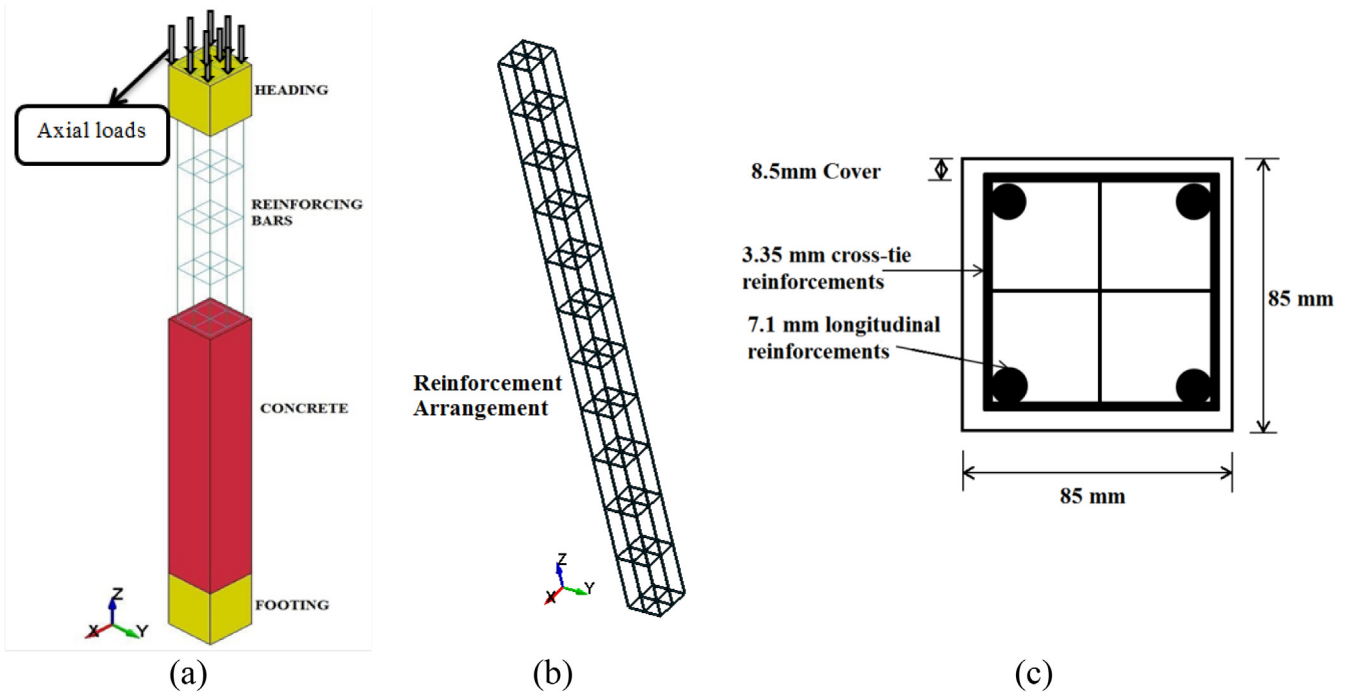 Axial loads
HEADING
REINFORCING
BARS
CONCRETE
FOOTING
Z
X
Y
(a)
Reinforcement
Arrangement
Z
Y
X
(b)
8.5mm Cover
3.35 mm cross-tie
reinforcements
7.1 mm longitudinal
reinforcements
85 mm
85 mm
(c)